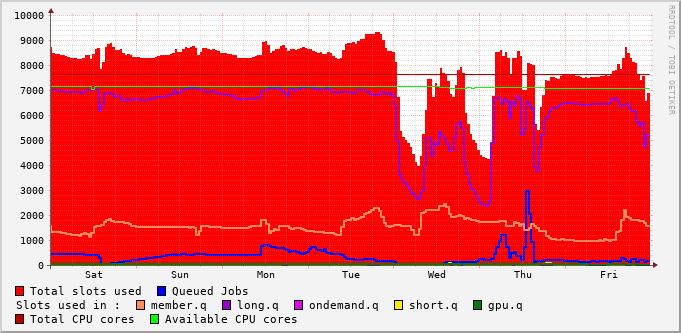 10000
9000
8000
7000
6000
5000
4000
3000
2000
1000
0
Sat Sun Mon Tue Wed Thu Fri
RRDTOOL / TOBI OETIKER
Total slots used Queued Jobs
Slots used in : member.q long.q ondemand.q short.q gpu.q
Total CPU cores Available CPU cores